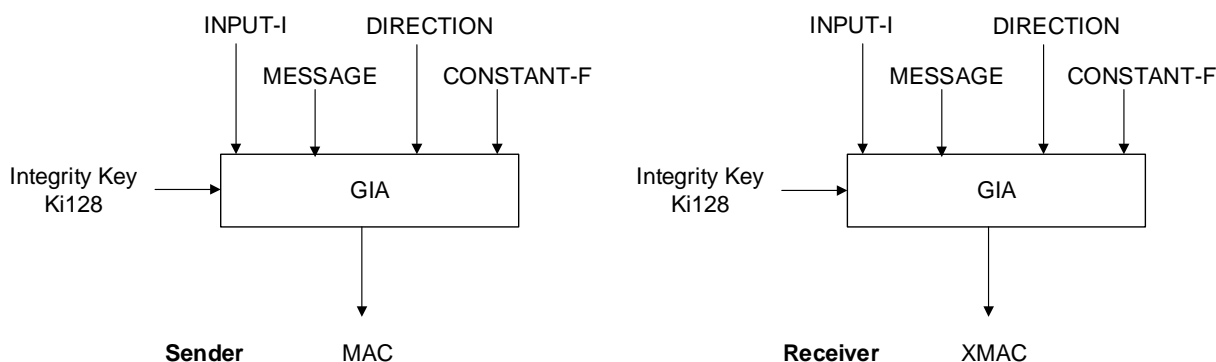 INPUT-I DIRECTION
MESSAGE CONSTANT-F
Integrity Key
Ki128
GIA
Sender MAC
INPUT-I DIRECTION
MESSAGE CONSTANT-F
Integrity Key
Ki128
GIA
Receiver XMAC